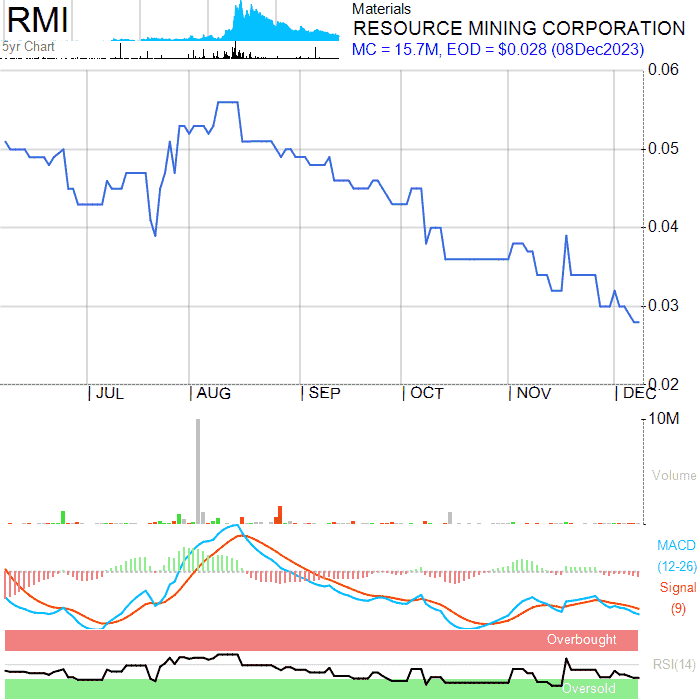 RMI
5yr Chart
Materials
RESOURCE MINING CORPORATION
MC = 15.7M, EOD = $0.028 (08Dec2023)
0.06
0.05
0.04
0.03
0.02
JUL AUG SEP OCT NOV DEC
10M
Volume
MACD
(12-26)
Signal
(9)
Overbought
RSI(14)
Oversold